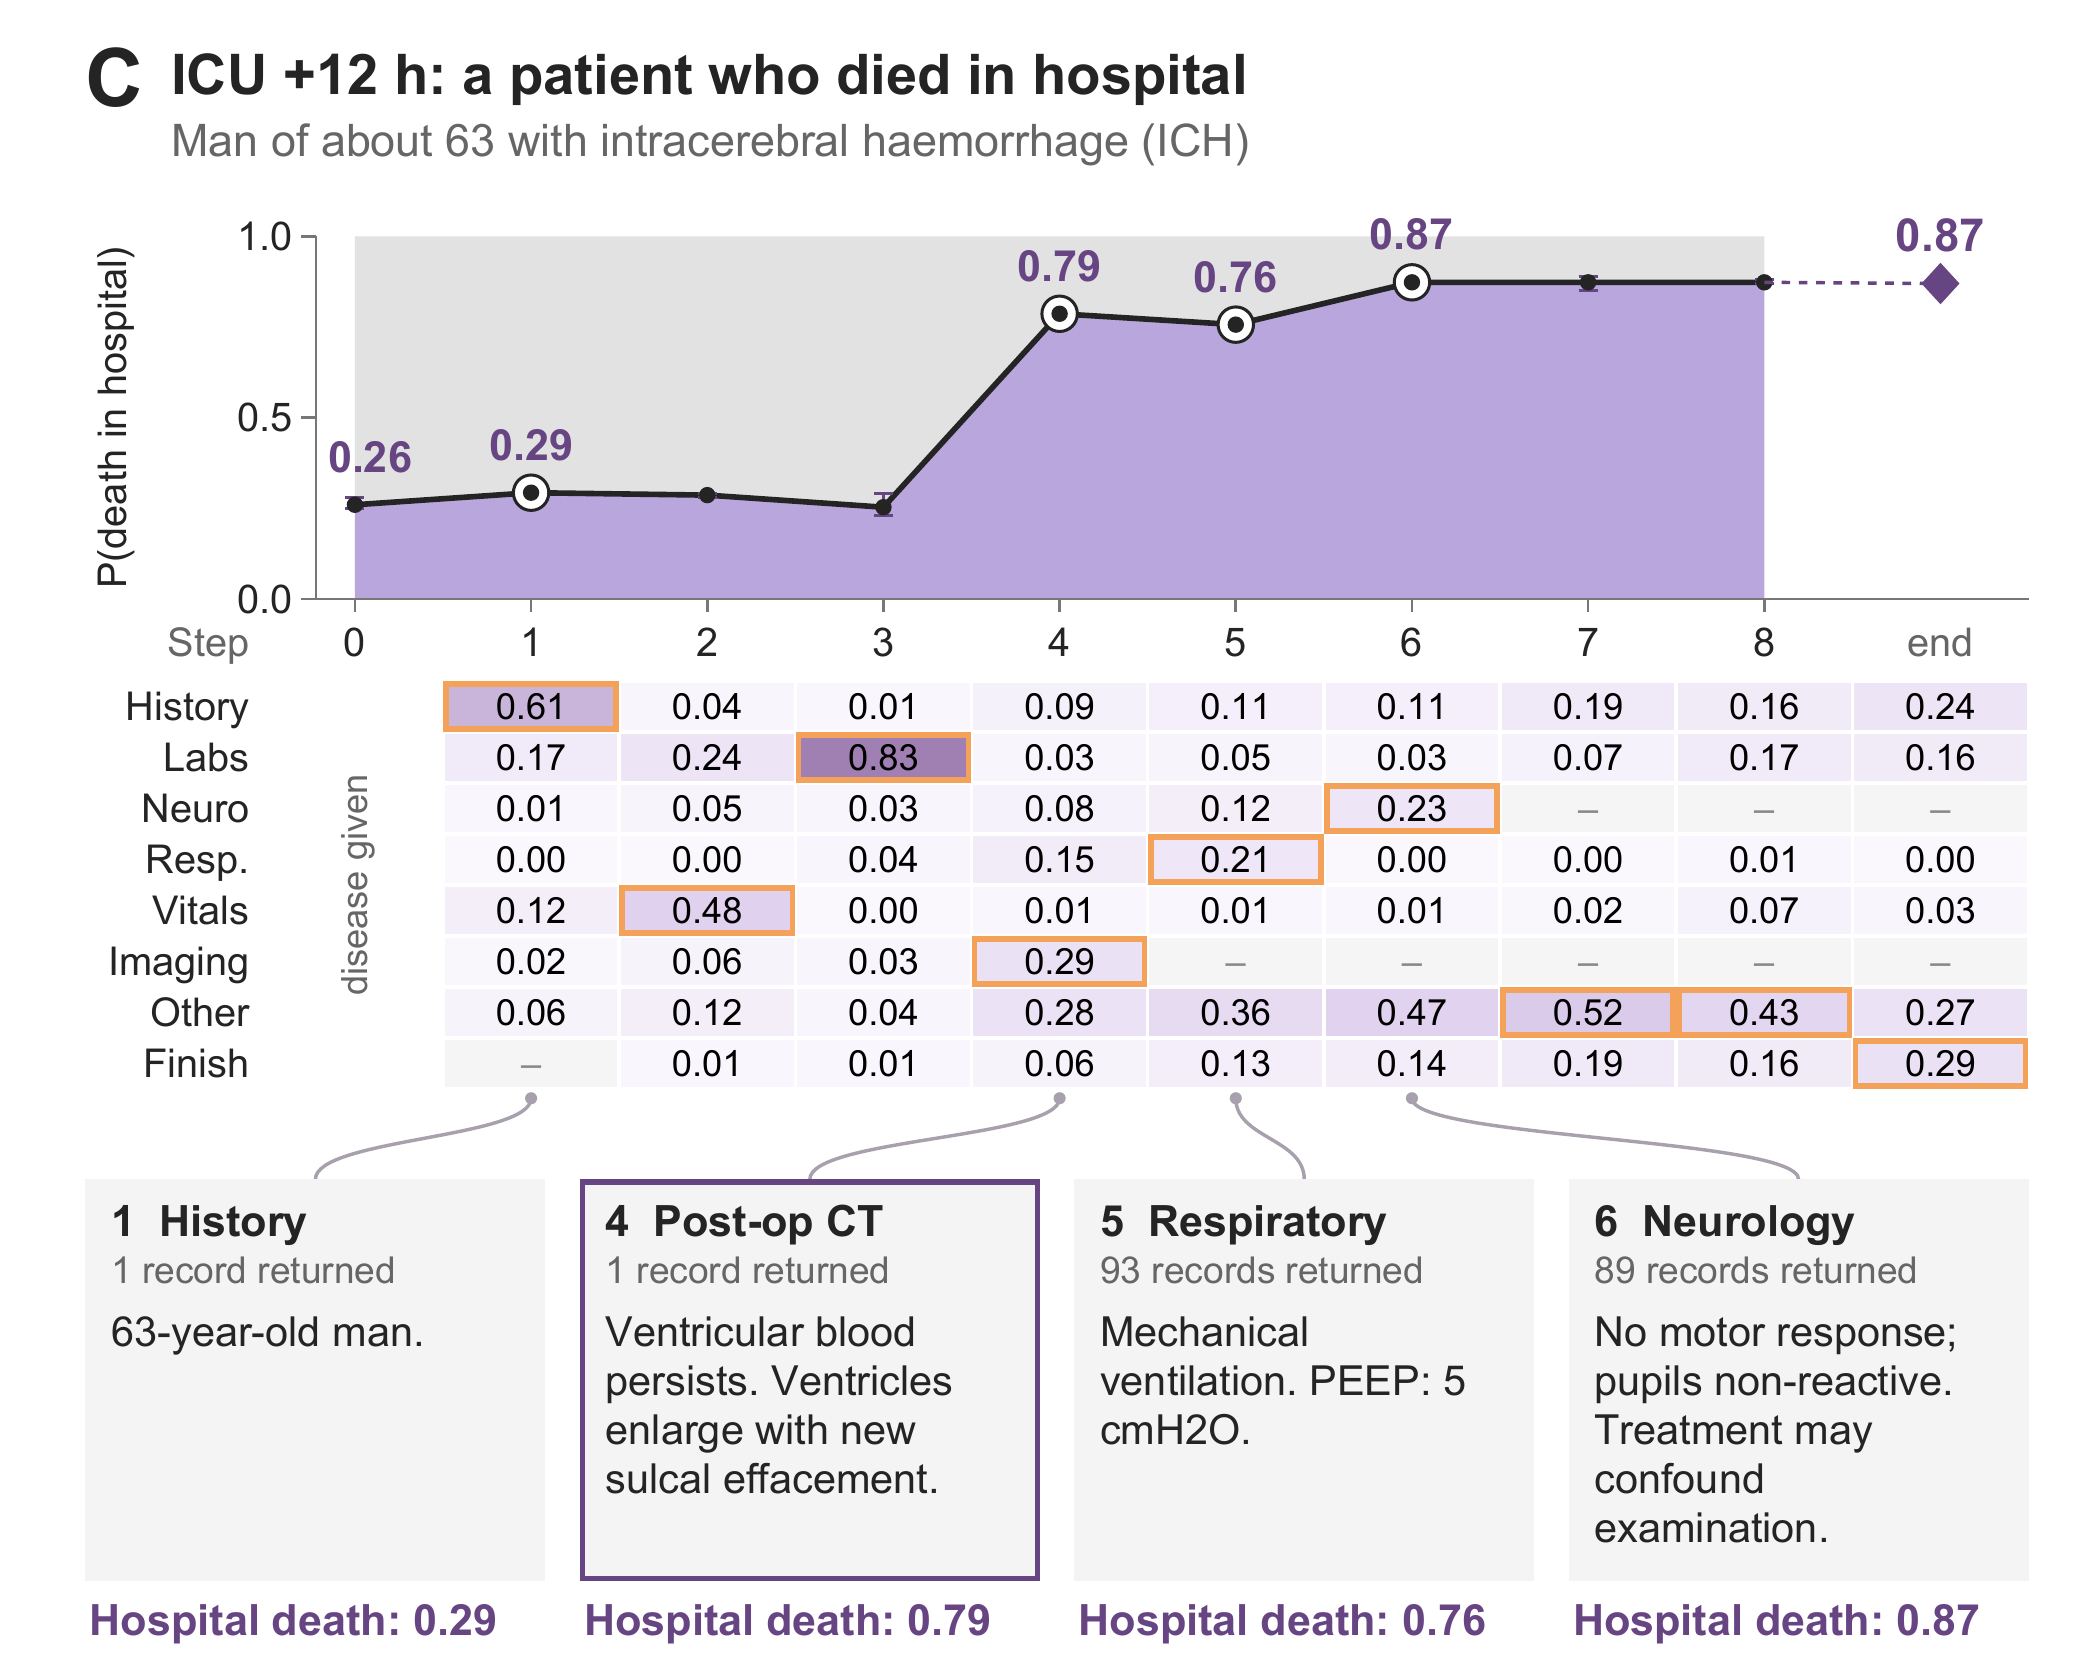 C ICU +12 h: a patient who died in hospital
Man of about 63 with intracerebral haemorrhage (ICH)
P(death in hospital)
1.0
0.5
0.0
0.26
0.29
0.79
0.76
0.87
0.87
Step 0 1 2 3 4 5 6 7 8 end
disease given
History 0.61 0.04 0.01 0.09 0.11 0.11 0.19 0.16 0.24
Labs 0.17 0.24 0.83 0.03 0.05 0.03 0.07 0.17 0.16
Neuro 0.01 0.05 0.03 0.08 0.12 0.23 – – –
Resp. 0.00 0.00 0.04 0.15 0.21 0.00 0.00 0.01 0.00
Vitals 0.12 0.48 0.00 0.01 0.01 0.01 0.02 0.07 0.03
Imaging 0.02 0.06 0.03 0.29 – – – – –
Other 0.06 0.12 0.04 0.28 0.36 0.47 0.52 0.43 0.27
Finish – 0.01 0.01 0.06 0.13 0.14 0.19 0.16 0.29
1 History
1 record returned
63-year-old man.
Hospital death: 0.29
4 Post-op CT
1 record returned
Ventricular blood
persists. Ventricles
enlarge with new
sulcal effacement.
Hospital death: 0.79
5 Respiratory
93 records returned
Mechanical
ventilation. PEEP: 5
cmH2O.
Hospital death: 0.76
6 Neurology
89 records returned
No motor response;
pupils non-reactive.
Treatment may
confound
examination.
Hospital death: 0.87